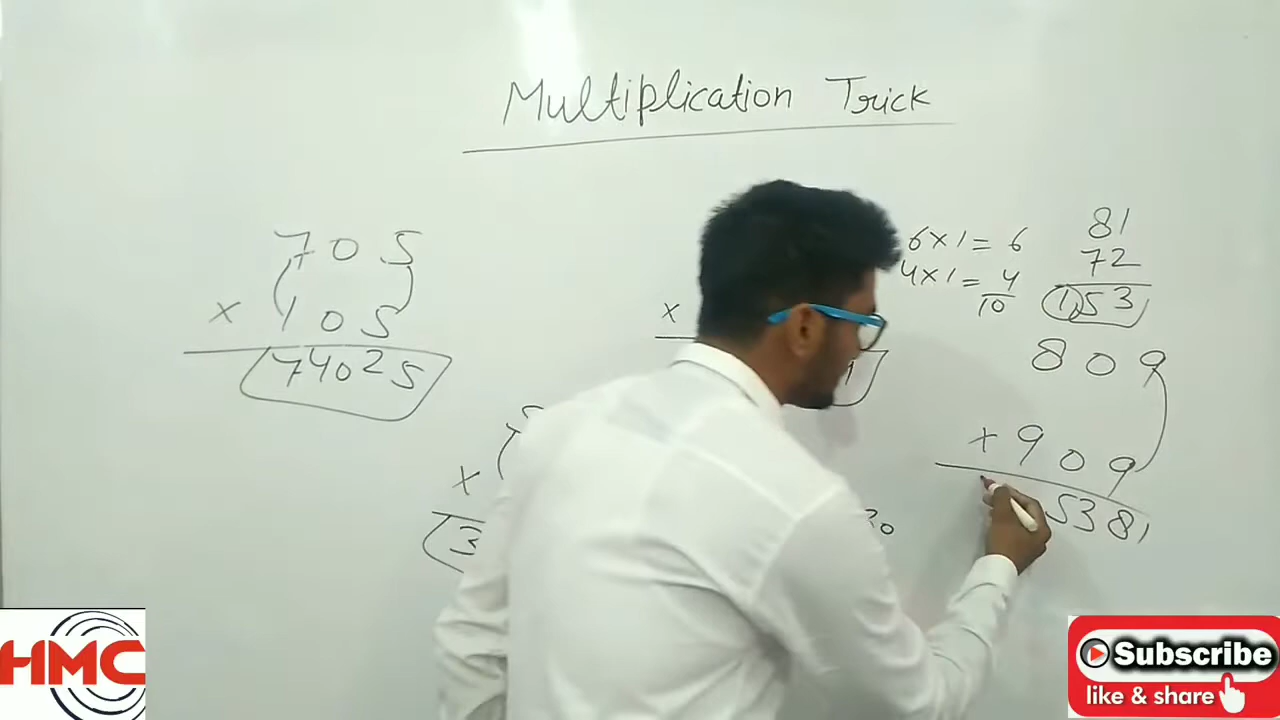 Multiplication Trick
705
× 105
74025
×
6 × 1 = 6
4 × 1 = 4
10
81
72
153
809
× 909
5381
×
HMC
Subscribe
like & share